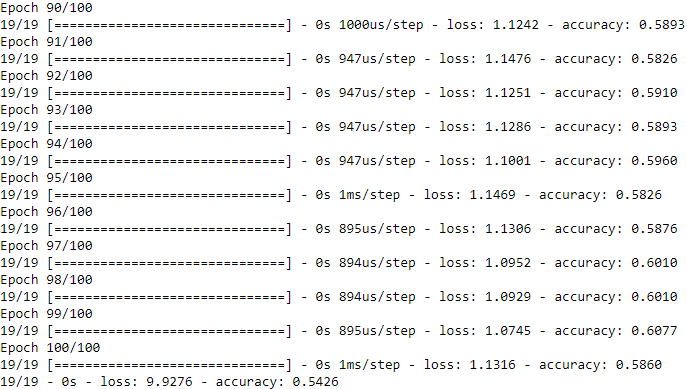 Epoch 90/100
19/19 [==============================] - 0s 1000us/step - loss: 1.1242 - accuracy: 0.5893
Epoch 91/100
19/19 [==============================] - 0s 947us/step - loss: 1.1476 - accuracy: 0.5826
Epoch 92/100
19/19 [==============================] - 0s 947us/step - loss: 1.1251 - accuracy: 0.5910
Epoch 93/100
19/19 [==============================] - 0s 947us/step - loss: 1.1286 - accuracy: 0.5893
Epoch 94/100
19/19 [==============================] - 0s 947us/step - loss: 1.1001 - accuracy: 0.5960
Epoch 95/100
19/19 [==============================] - 0s 1ms/step - loss: 1.1469 - accuracy: 0.5826
Epoch 96/100
19/19 [==============================] - 0s 895us/step - loss: 1.1306 - accuracy: 0.5876
Epoch 97/100
19/19 [==============================] - 0s 894us/step - loss: 1.0952 - accuracy: 0.6010
Epoch 98/100
19/19 [==============================] - 0s 894us/step - loss: 1.0929 - accuracy: 0.6010
Epoch 99/100
19/19 [==============================] - 0s 895us/step - loss: 1.0745 - accuracy: 0.6077
Epoch 100/100
19/19 [==============================] - 0s 1ms/step - loss: 1.1316 - accuracy: 0.5860
19/19 - 0s - loss: 9.9276 - accuracy: 0.5426